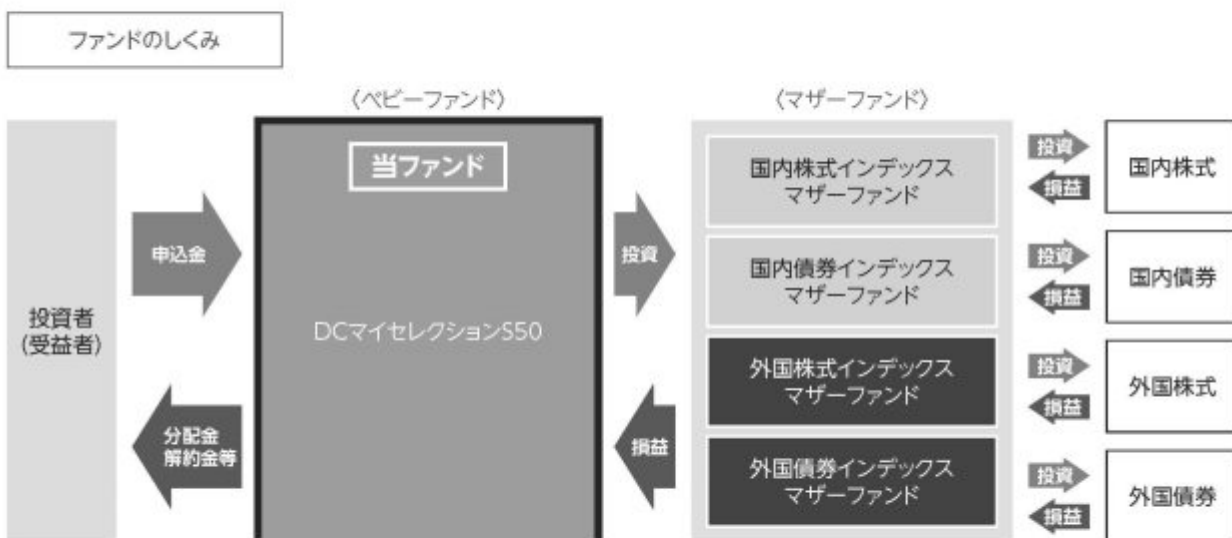 ファンドのしくみ
〈ベビーファンド〉
〈マザーファンド〉
投資者
(受益者)
申込金
分配金
解約金等
当ファンド
DCマイセレクションS50
投資
損益
国内株式インデックス
マザーファンド
国内債券インデックス
マザーファンド
外国株式インデックス
マザーファンド
外国債券インデックス
マザーファンド
投資
損益
国内株式
投資
損益
国内債券
投資
損益
外国株式
投資
損益
外国債券